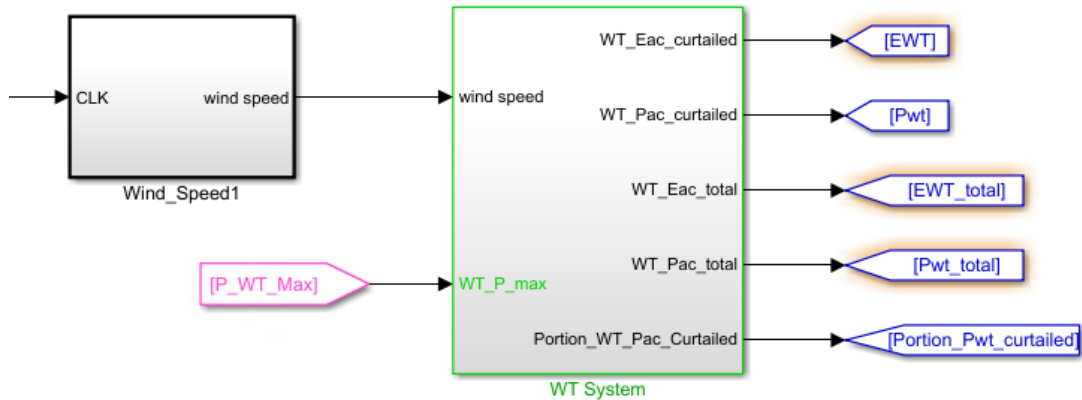 CLK
wind speed
Wind_Speed1
[P_WT_Max]
wind speed
WT_P_max
WT_Eac_curtailed
WT_Pac_curtailed
WT_Eac_total
WT_Pac_total
Portion_WT_Pac_Curtailed
WT System
[EWT]
[Pwt]
[EWT_total]
[Pwt_total]
[Portion_Pwt_curtailed]